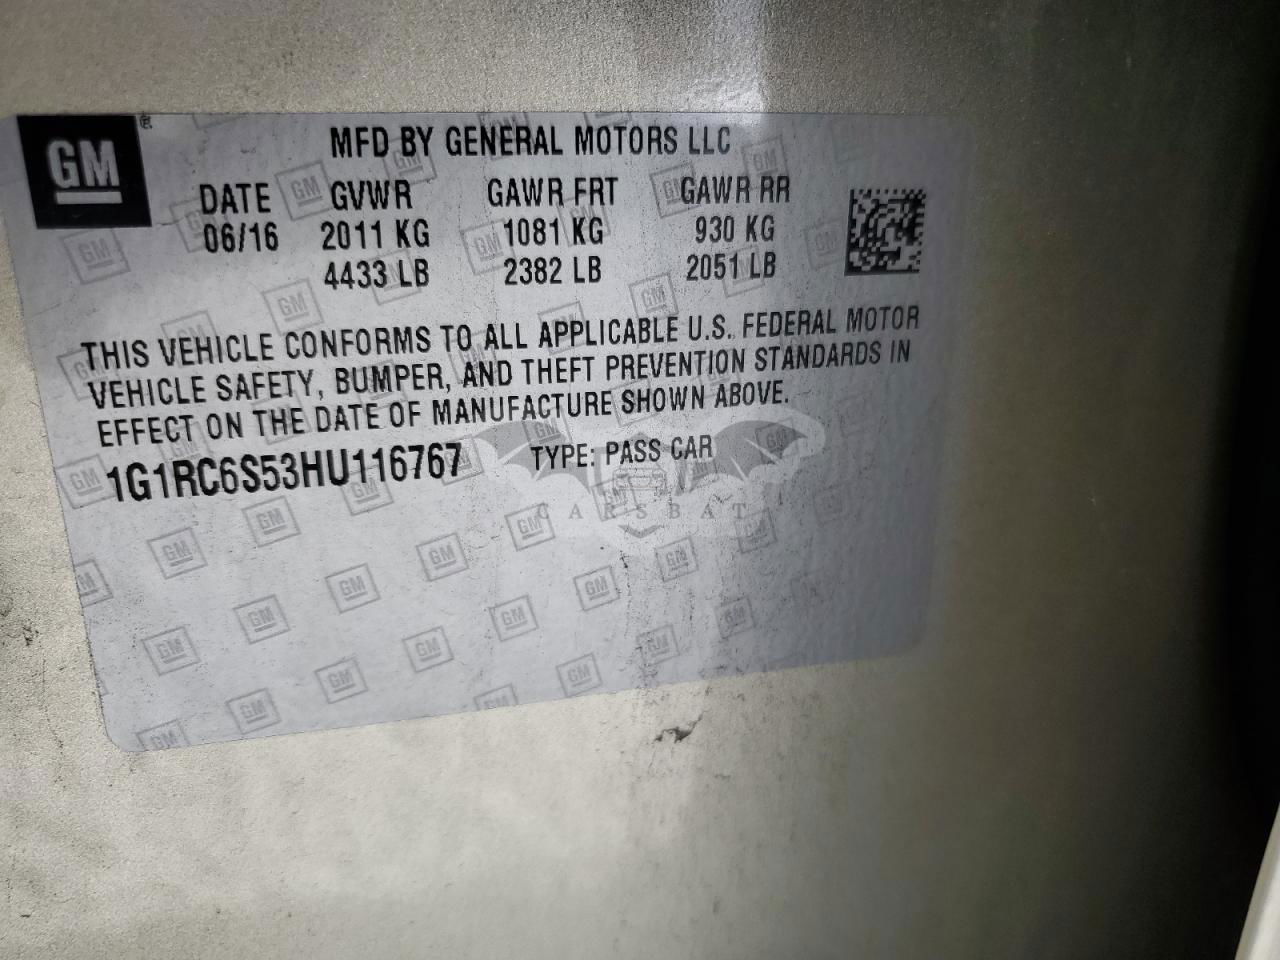 GM
MFD BY GENERAL MOTORS LLC
DATE GVWR GAWR FRT GAWR RR
06/16 2011 KG 1081 KG 930 KG
4433 LB 2382 LB 2051 LB
THIS VEHICLE CONFORMS TO ALL APPLICABLE U.S. FEDERAL MOTOR
VEHICLE SAFETY, BUMPER, AND THEFT PREVENTION STANDARDS IN
EFFECT ON THE DATE OF MANUFACTURE SHOWN ABOVE.
1G1RC6S53HU116767 TYPE: PASS CAR
CARSBAT